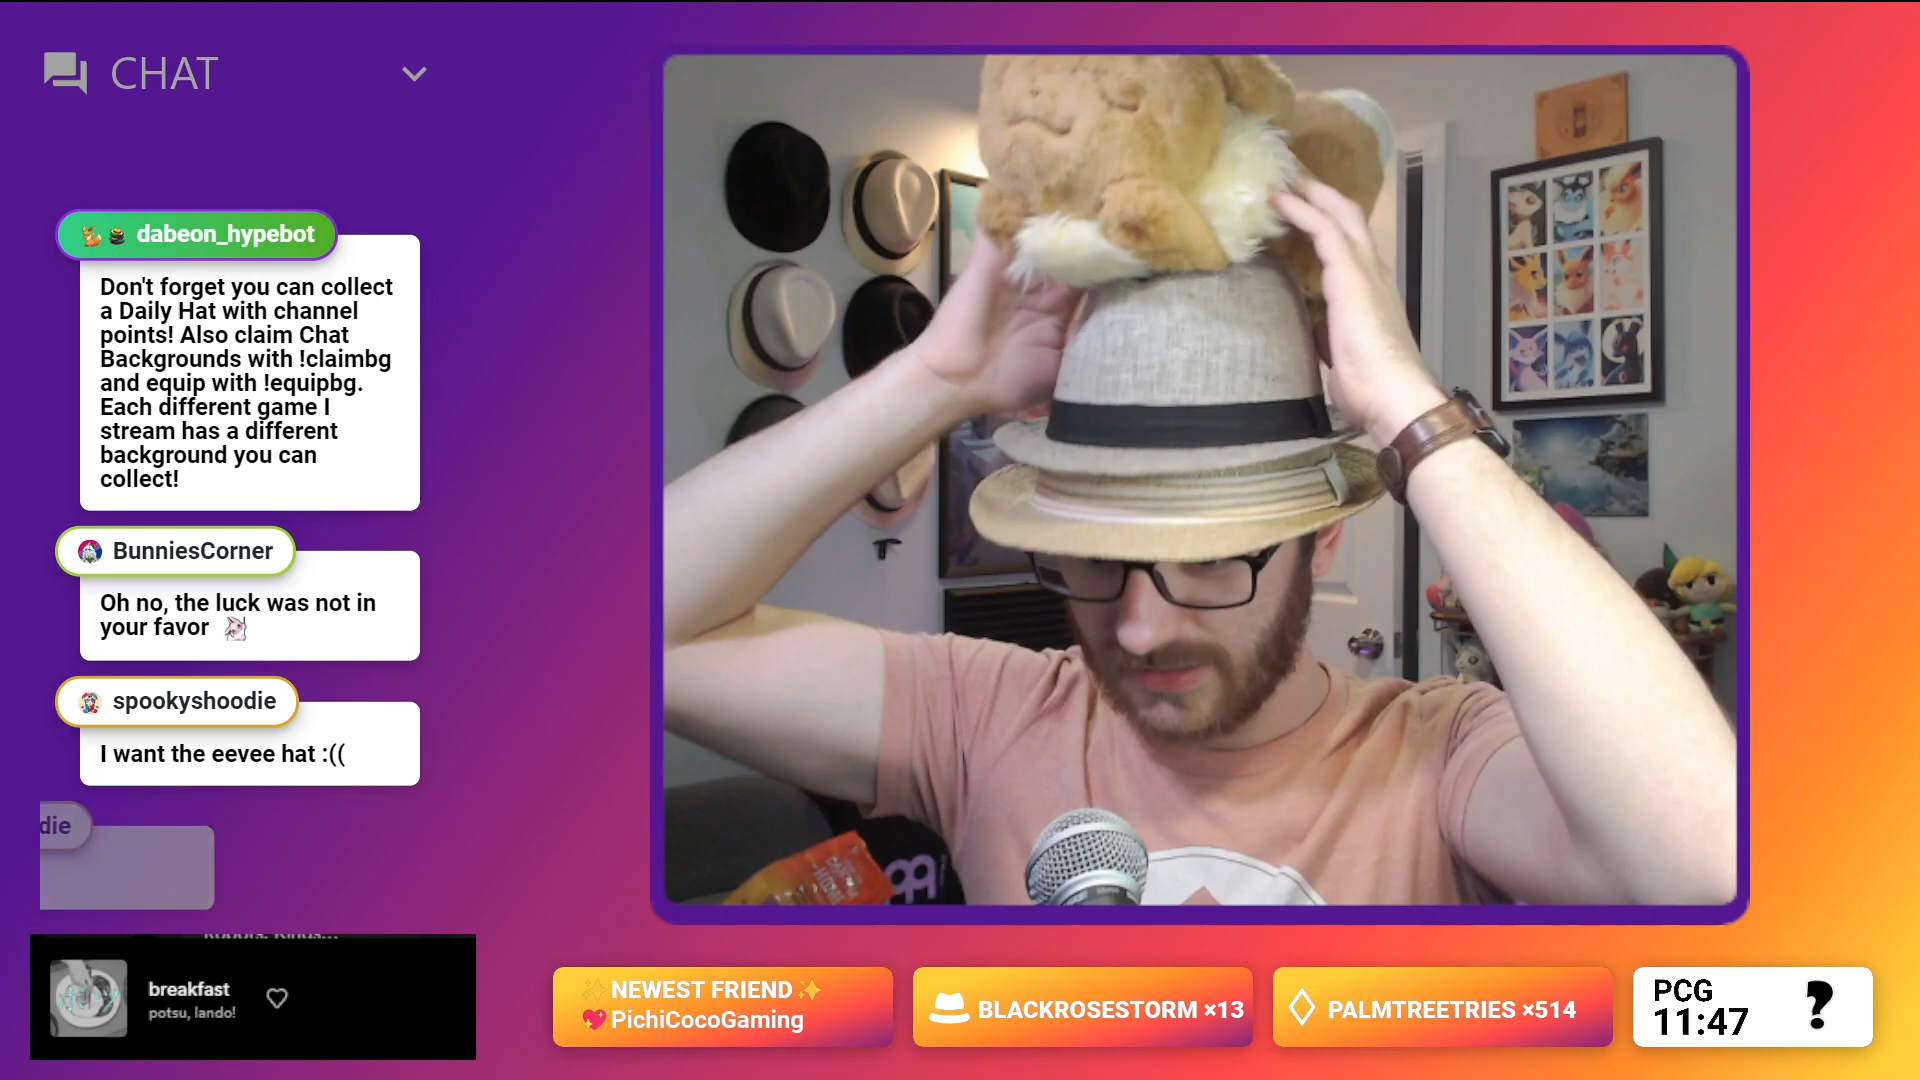 CHAT
dabeon_hypebot
Don't forget you can collect
a Daily Hat with channel
points! Also claim Chat
Backgrounds with !claimbg
and equip with !equipbg.
Each different game I
stream has a different
background you can
collect!
BunniesCorner
Oh no, the luck was not in
your favor
spookyshoodie
I want the eevee hat :((
die
breakfast
potsu, lando!
✨NEWEST FRIEND✨
💖PichiCocoGaming
BLACKROSESTORM ×13
PALMTREETRIES ×514
PCG
11:47
?